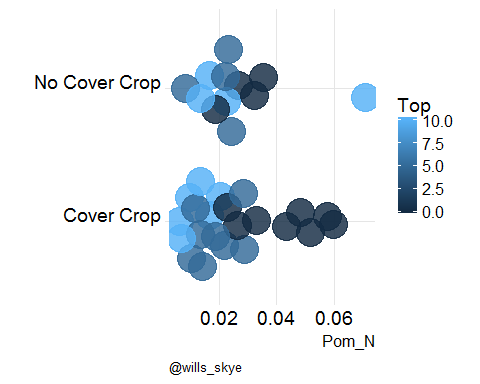 No Cover Crop
Top
10.0
7.5
5.0
2.5
0.0
Cover Crop
0.02 0.04 0.06
Pom_N
@wills_skye